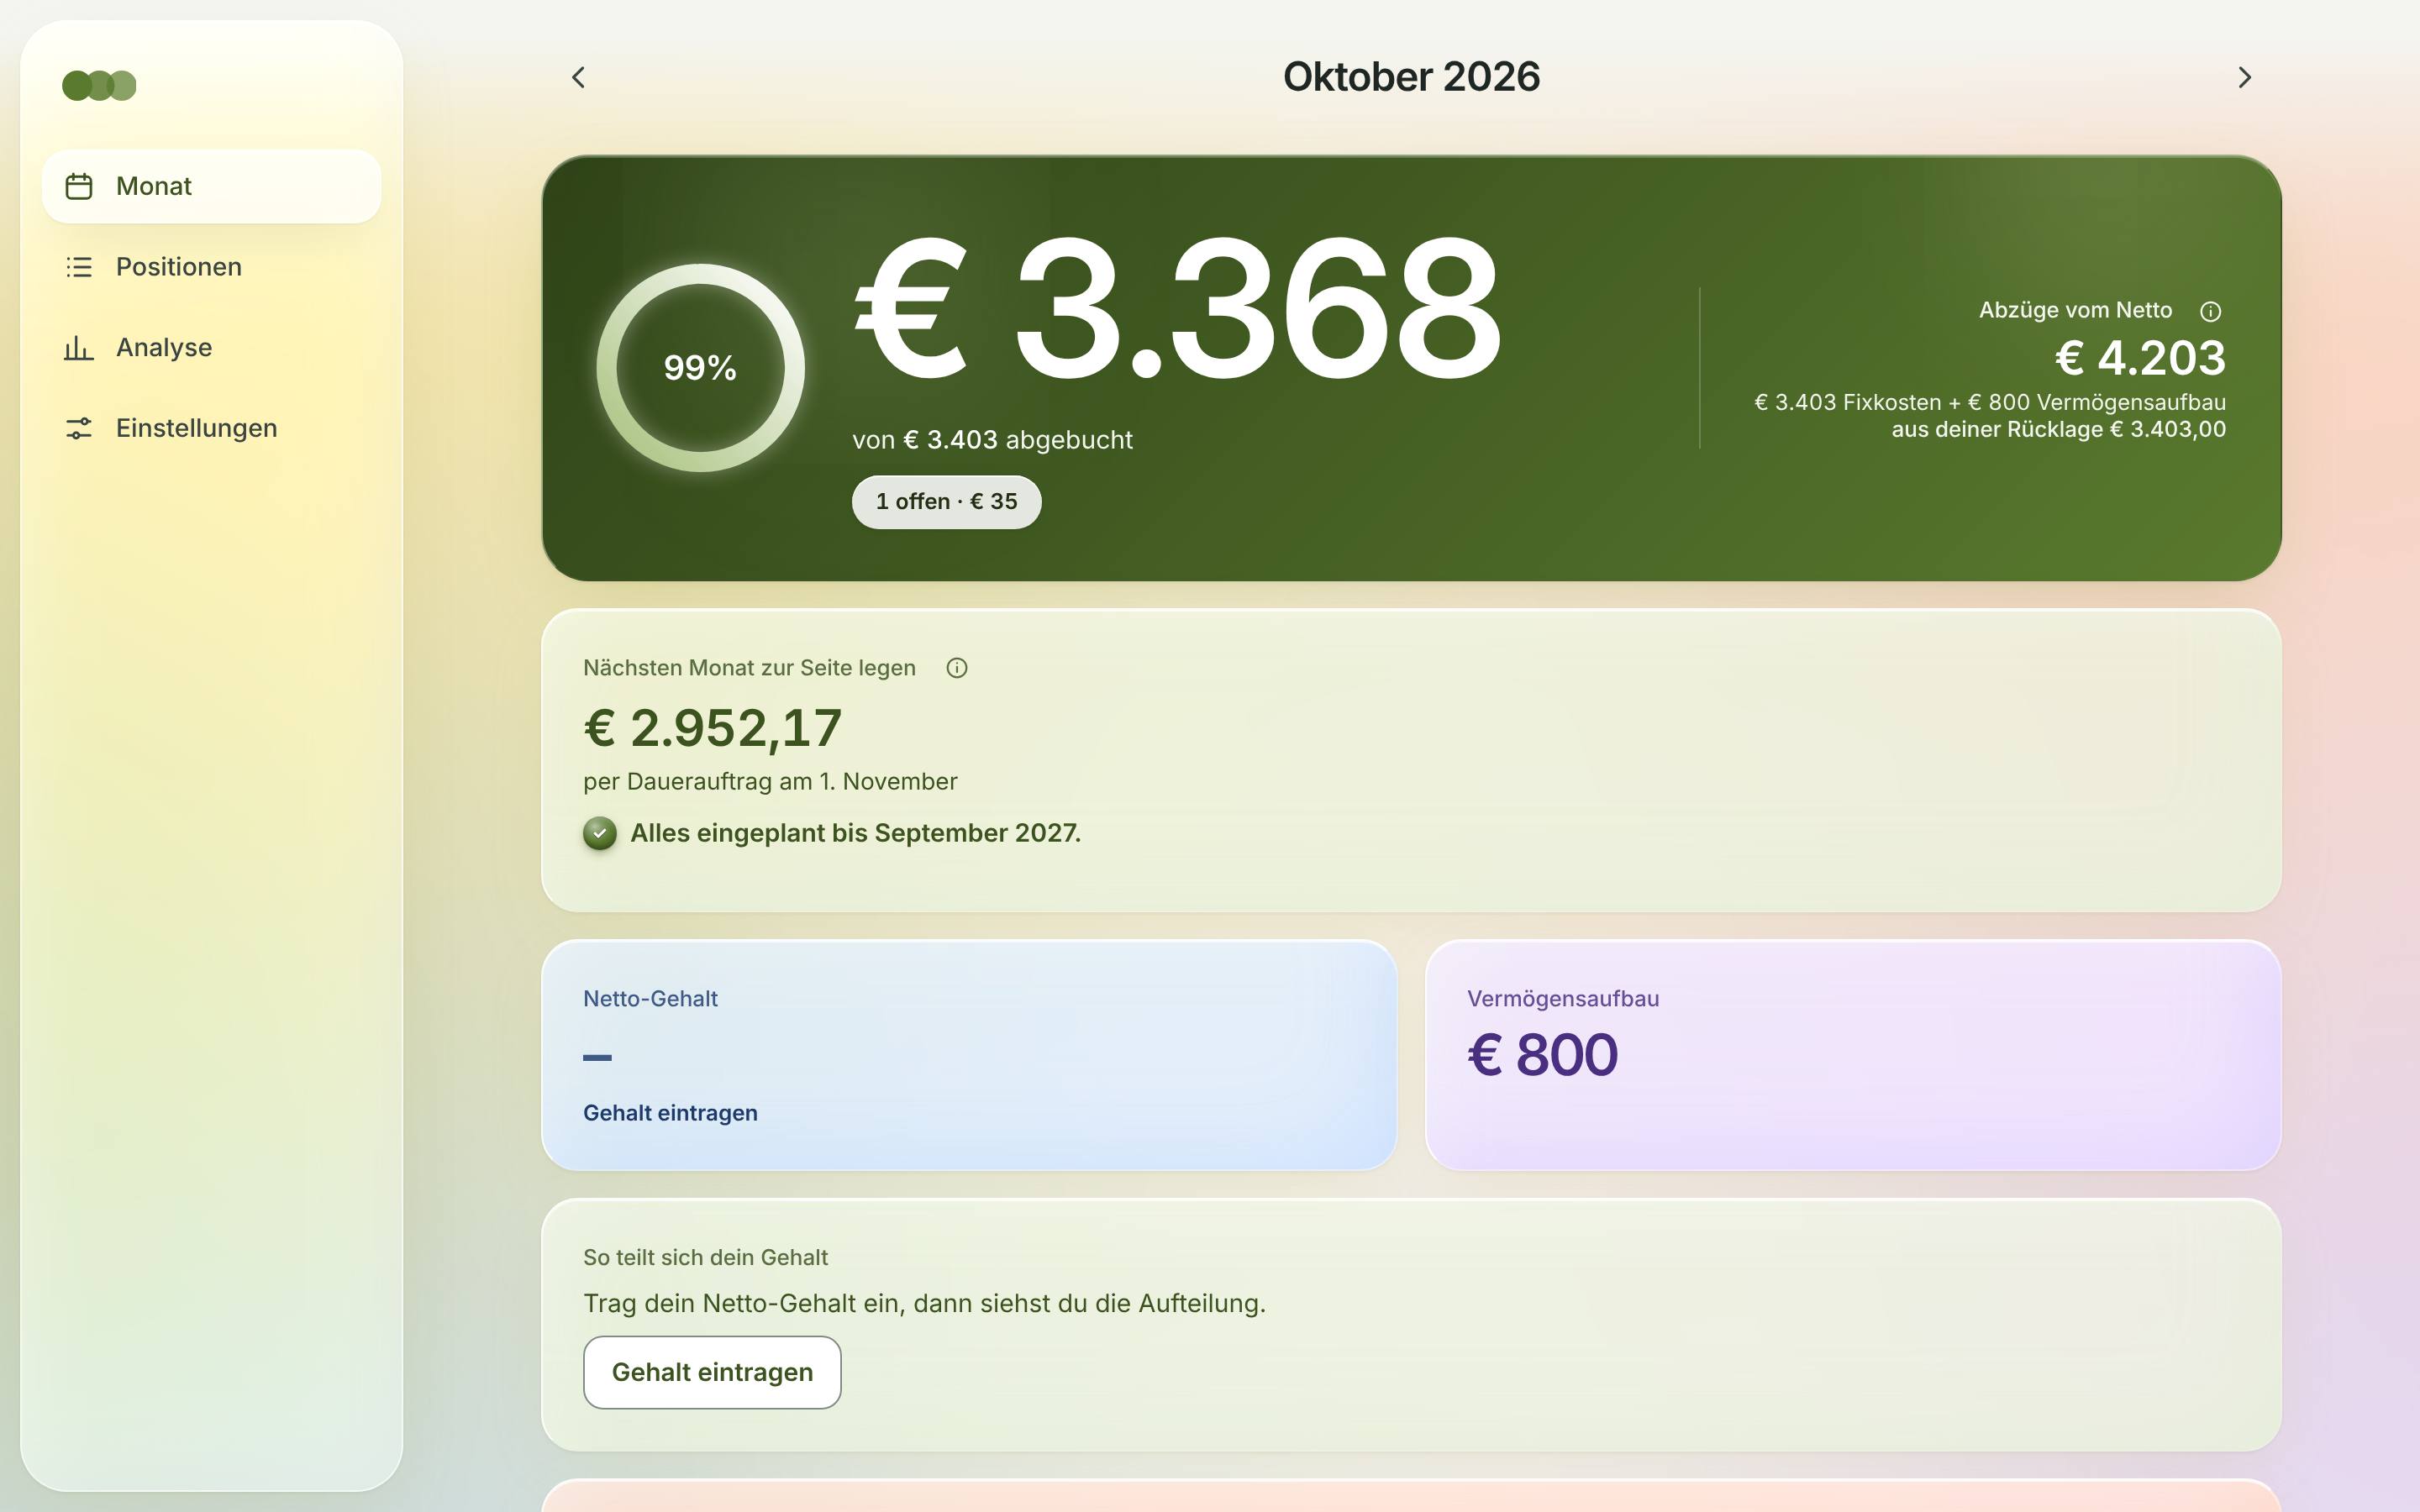 Monat
Positionen
Analyse
Einstellungen
Oktober 2026
99%
€ 3.368
von € 3.403 abgebucht
1 offen · € 35
Abzüge vom Netto
€ 4.203
€ 3.403 Fixkosten + € 800 Vermögensaufbau
aus deiner Rücklage € 3.403,00
Nächsten Monat zur Seite legen
€ 2.952,17
per Dauerauftrag am 1. November
Alles eingeplant bis September 2027.
Netto-Gehalt
–
Gehalt eintragen
Vermögensaufbau
€ 800
So teilt sich dein Gehalt
Trag dein Netto-Gehalt ein, dann siehst du die Aufteilung.
Gehalt eintragen